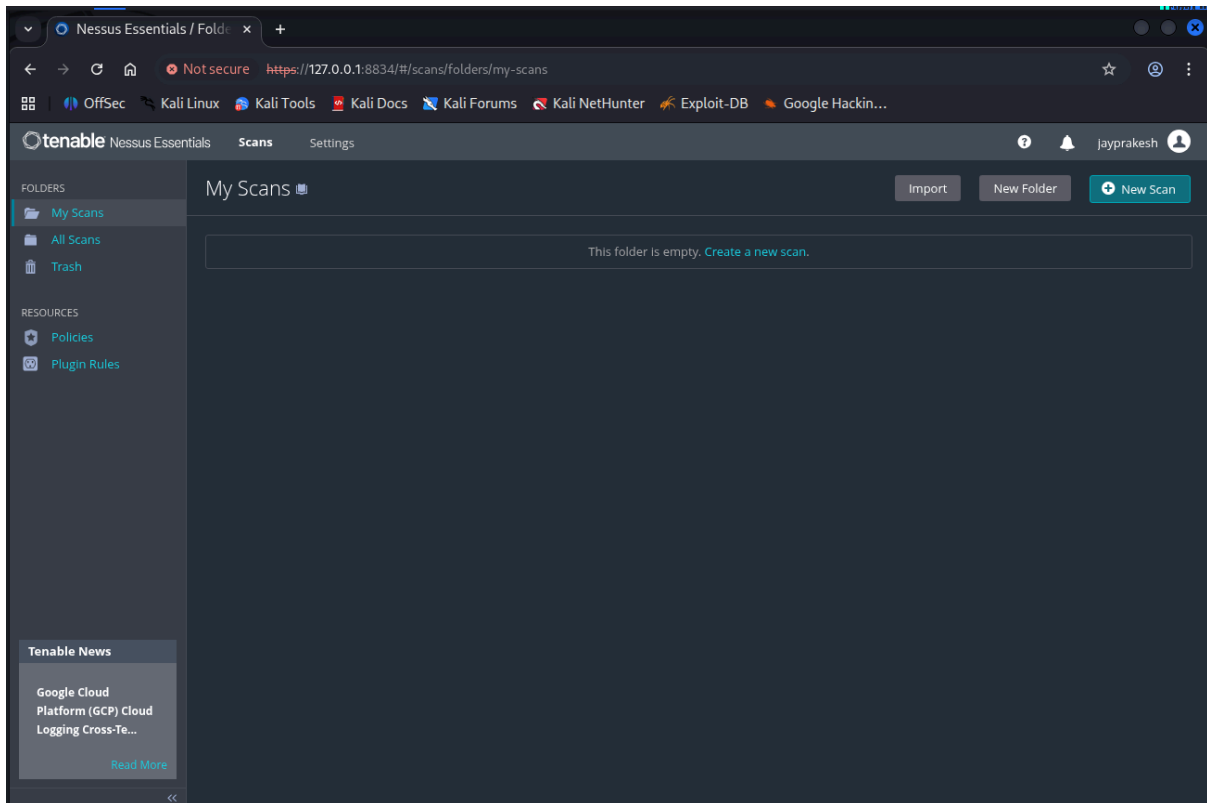 Nessus Essentials / Folde
Not secure https://127.0.0.1:8834/#/scans/folders/my-scans
OffSec Kali Linux Kali Tools Kali Docs Kali Forums Kali NetHunter Exploit-DB Google Hackin...
tenable Nessus Essentials Scans Settings jayprakesh
FOLDERS
My Scans
All Scans
Trash
RESOURCES
Policies
Plugin Rules
Tenable News
Google Cloud
Platform (GCP) Cloud
Logging Cross-Te...
Read More
My Scans Import New Folder New Scan
This folder is empty. Create a new scan.